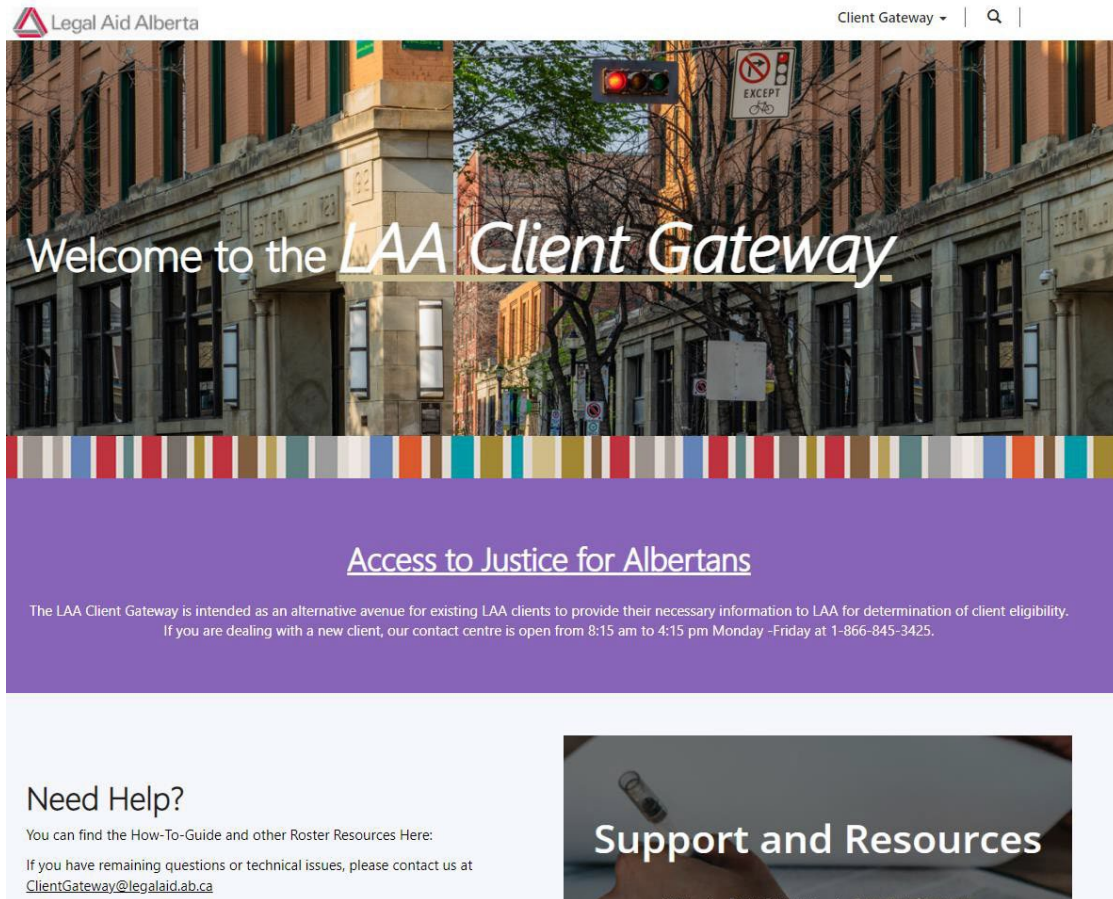 Legal Aid Alberta
Client Gateway
EXCEPT
Welcome to the LAA Client Gateway
Access to Justice for Albertans
The LAA Client Gateway is intended as an alternative avenue for existing LAA clients to provide their necessary information to LAA for determination of client eligibility.
If you are dealing with a new client, our contact centre is open from 8:15 am to 4:15 pm Monday -Friday at 1-866-845-3425.
Need Help?
You can find the How-To-Guide and other Roster Resources Here:
If you have remaining questions or technical issues, please contact us at
ClientGateway@legalaid.ab.ca
Support and Resources